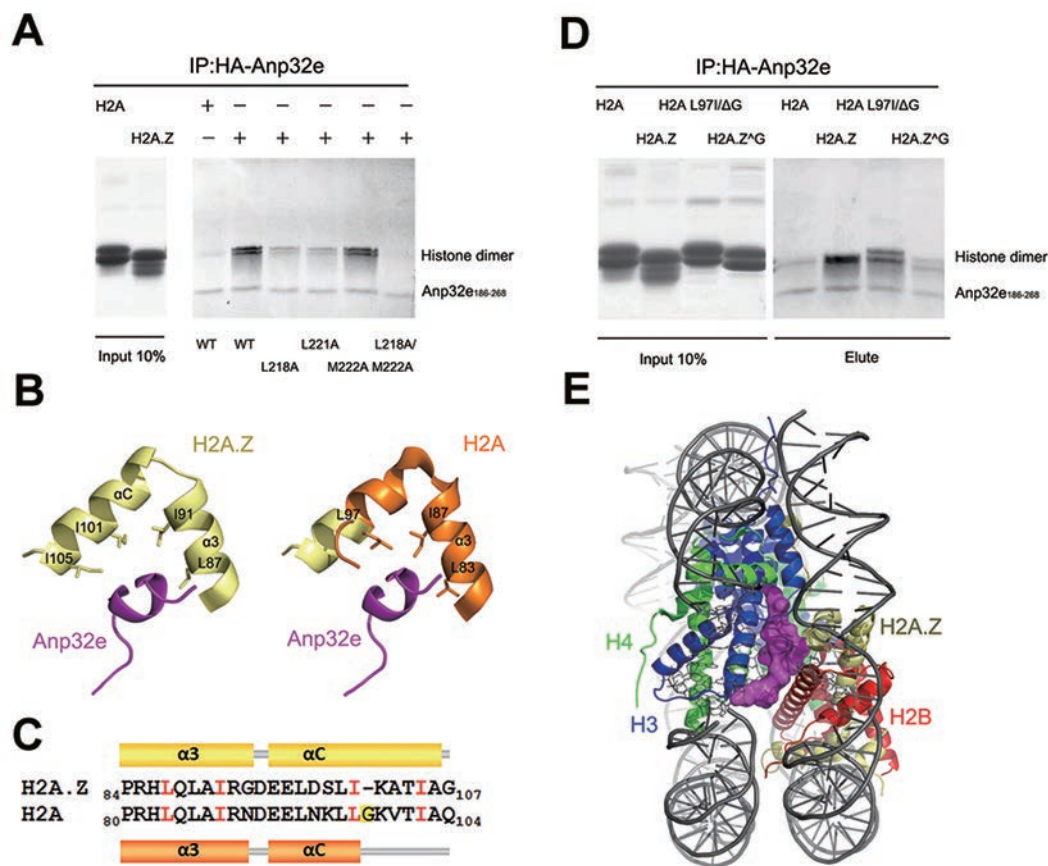 A
IP:HA-Anp32e
H2A + – – – – –
H2A.Z – + + + + +
Histone dimer
Anp32e186-268
Input 10%
WT WT L221A L218A/
L218A M222A M222A
D
IP:HA-Anp32e
H2A H2A L97I/ΔG H2A H2A L97I/ΔG
H2A.Z H2A.Z^G H2A.Z H2A.Z^G
Histone dimer
Anp32e186-268
Input 10% Elute
B
H2A.Z
αC
I101
I91
I105
α3
L87
Anp32e
H2A
L97
I87
α3
L83
Anp32e
C
α3 αC
H2A.Z 84PRHLQLAIRGDEELDSLI-KATIAG107
H2A 80PRHLQLAIRNDEELNKLLGKVTIAQ104
α3 αC
E
H4
H2A.Z
H3
H2B